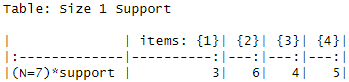 Table: Size 1 Support
|              | items: {1}| {2}| {3}| {4}|
|:-------------|----------:|---:|---:|---:|
|(N=7)*support |          3|   6|   4|   5|